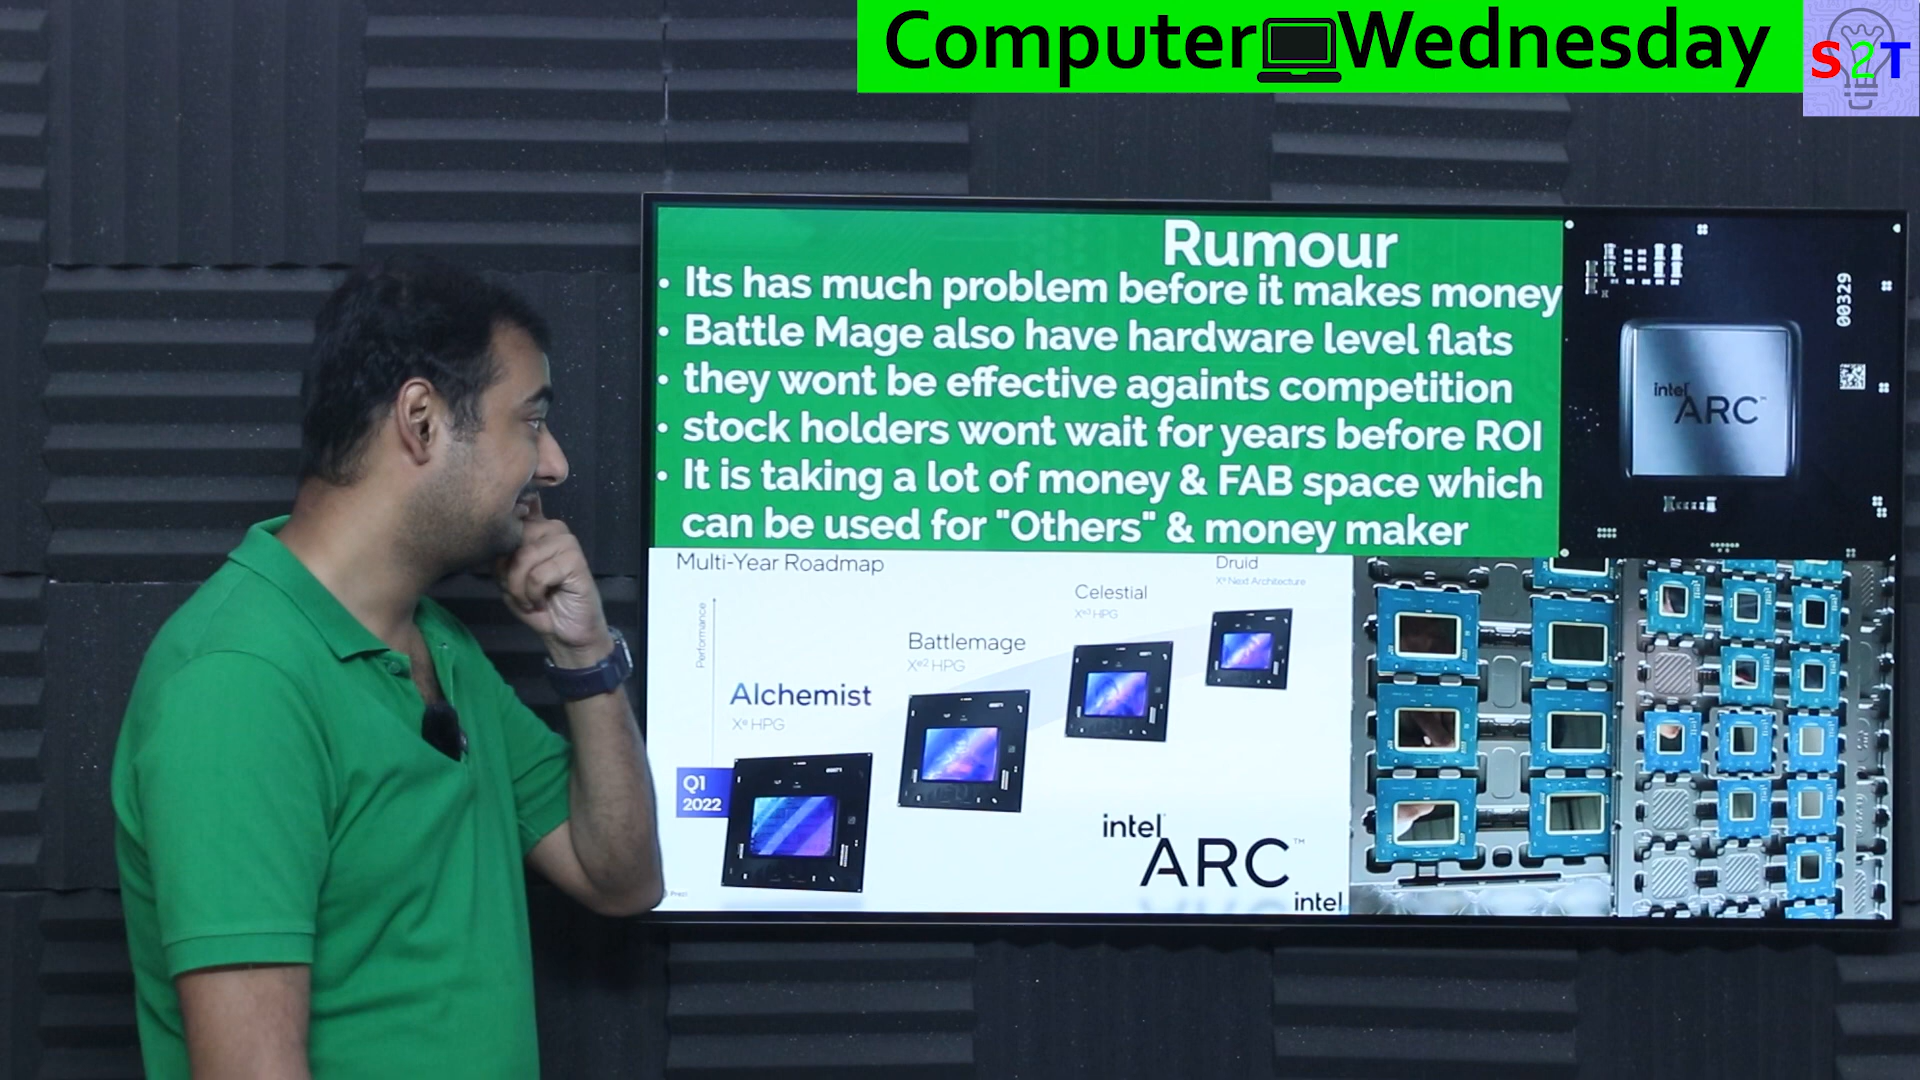 Computer Wednesday
S2T
Rumour
• Its has much problem before it makes money
• Battle Mage also have hardware level flats
• they wont be effective againts competition
• stock holders wont wait for years before ROI
• It is taking a lot of money & FAB space which
can be used for "Others" & money maker
intel
ARC™
00329
Multi-Year Roadmap
Performance
Druid
Xe Next Architecture
Celestial
Xe3 HPG
Battlemage
Xe2 HPG
Alchemist
Xe HPG
Q1
2022
intel
ARC™
intel